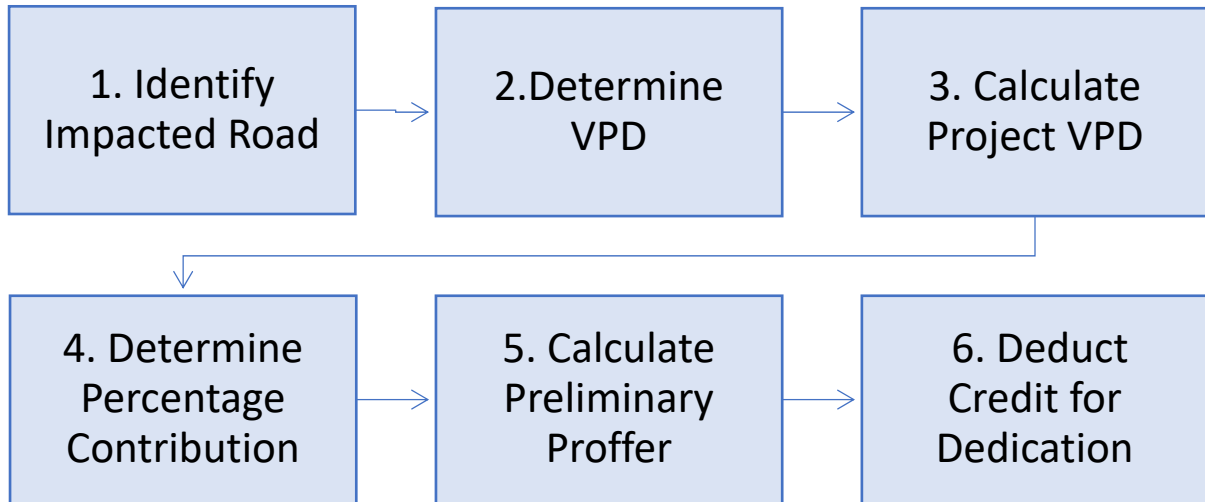 1. Identify
Impacted Road
2.Determine
VPD
3. Calculate
Project VPD
4. Determine
Percentage
Contribution
5. Calculate
Preliminary
Proffer
6. Deduct
Credit for
Dedication